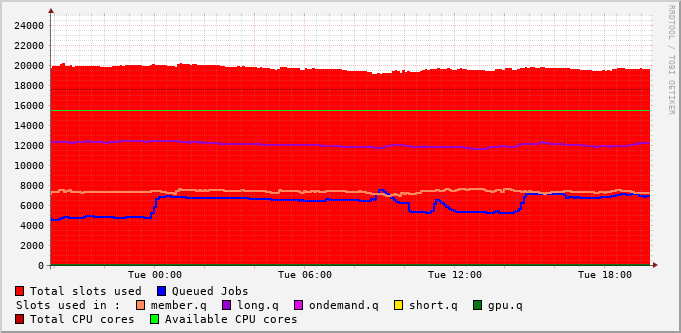 RRDTOOL / TOBI OETIKER
24000
22000
20000
18000
16000
14000
12000
10000
8000
6000
4000
2000
0
Tue 00:00 Tue 06:00 Tue 12:00 Tue 18:00
Total slots used Queued Jobs
Slots used in : member.q long.q ondemand.q short.q gpu.q
Total CPU cores Available CPU cores